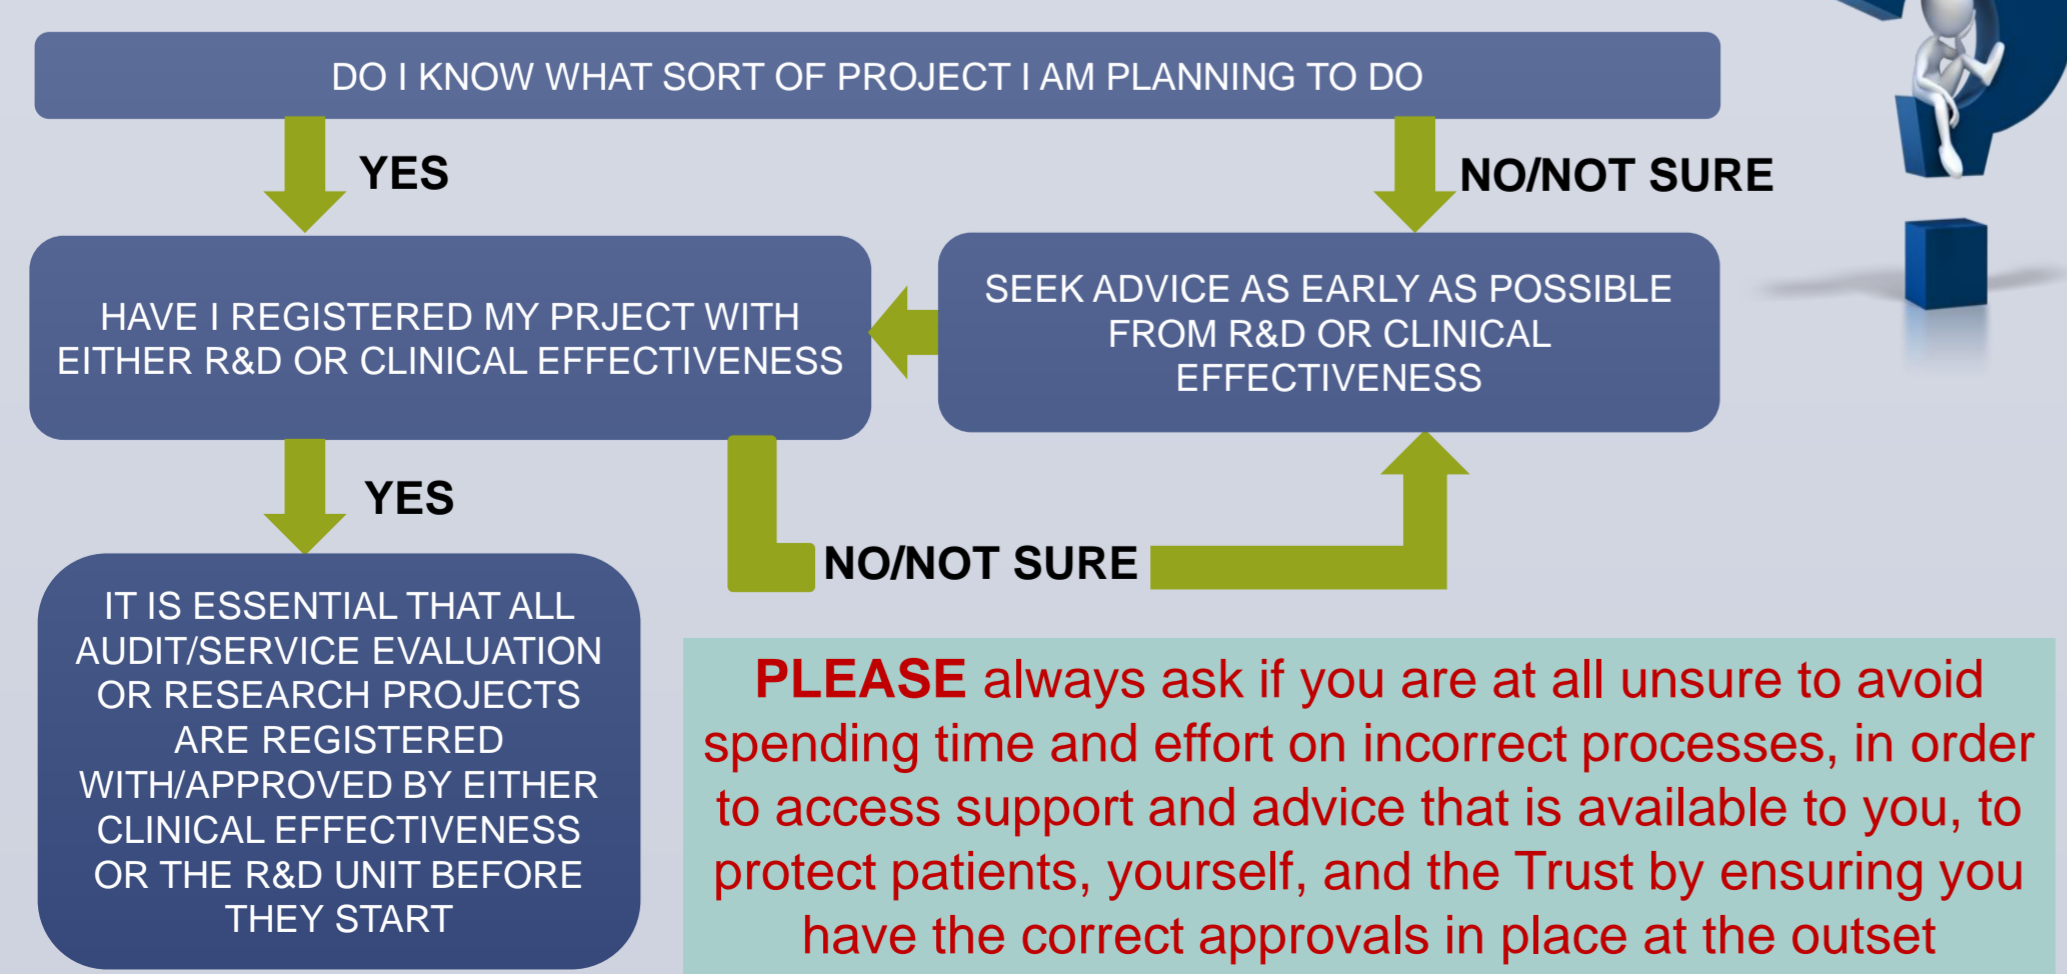 DO I KNOW WHAT SORT OF PROJECT I AM PLANNING TO DO
YES
NO/NOT SURE
HAVE I REGISTERED MY PRJECT WITH
EITHER R&D OR CLINICAL EFFECTIVENESS
SEEK ADVICE AS EARLY AS POSSIBLE
FROM R&D OR CLINICAL
EFFECTIVENESS
YES
NO/NOT SURE
IT IS ESSENTIAL THAT ALL
AUDIT/SERVICE EVALUATION
OR RESEARCH PROJECTS
ARE REGISTERED
WITH/APPROVED BY EITHER
CLINICAL EFFECTIVENESS
OR THE R&D UNIT BEFORE
THEY START
PLEASE always ask if you are at all unsure to avoid
spending time and effort on incorrect processes, in order
to access support and advice that is available to you, to
protect patients, yourself, and the Trust by ensuring you
have the correct approvals in place at the outset